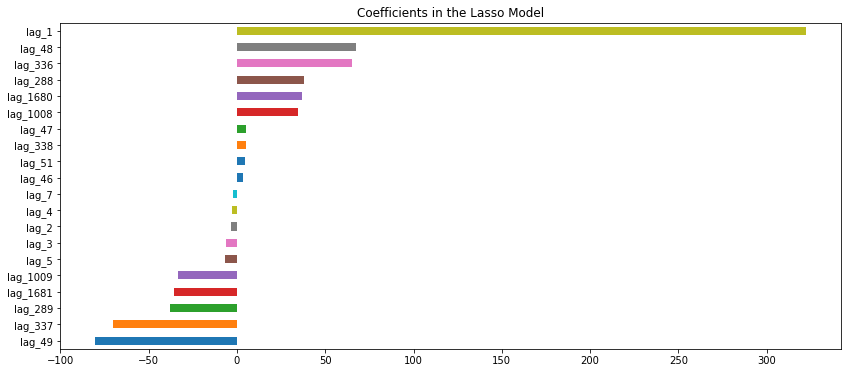 Coefficients in the Lasso Model
lag_1
lag_48
lag_336
lag_288
lag_1680
lag_1008
lag_47
lag_338
lag_51
lag_46
lag_7
lag_4
lag_2
lag_3
lag_5
lag_1009
lag_1681
lag_289
lag_337
lag_49
−100 −50 0 50 100 150 200 250 300